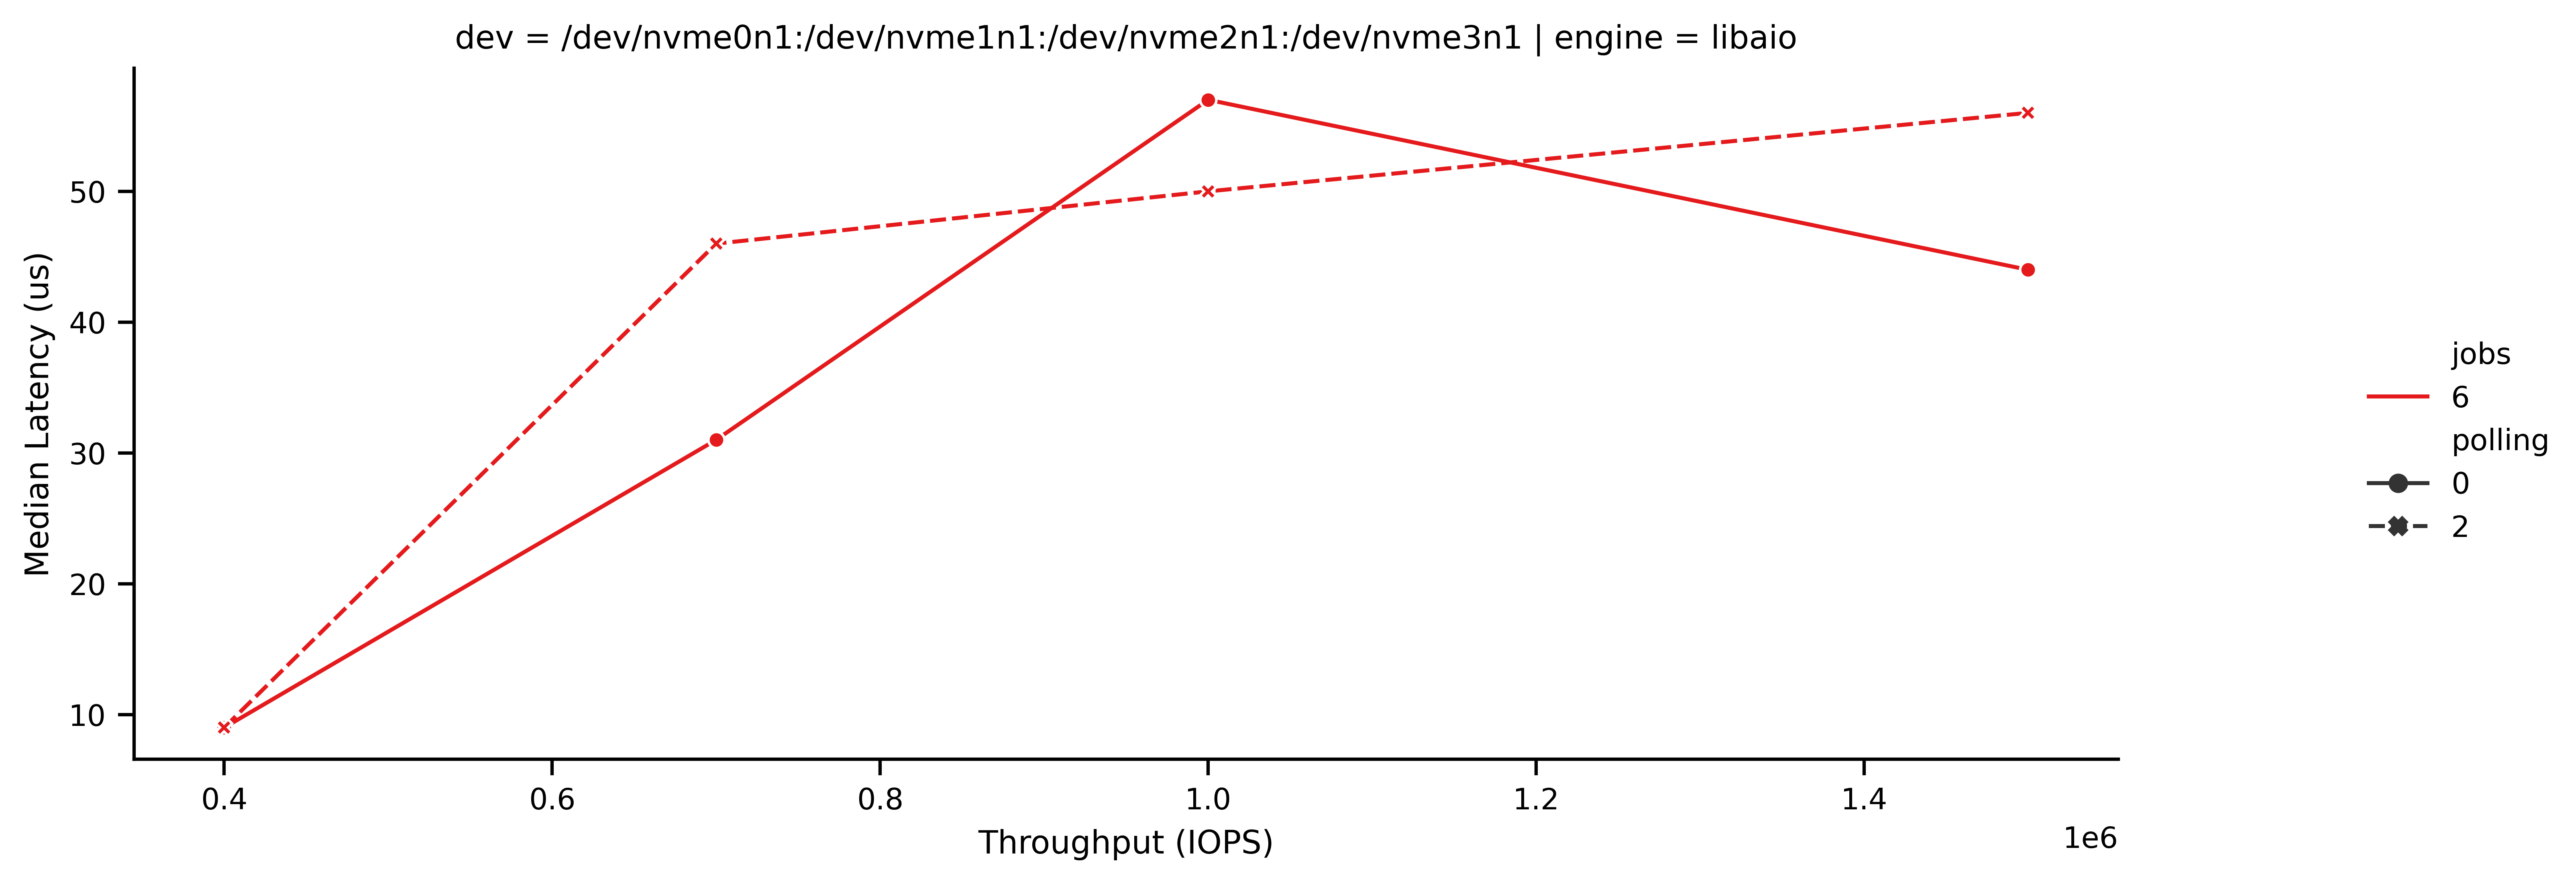 dev = /dev/nvme0n1:/dev/nvme1n1:/dev/nvme2n1:/dev/nvme3n1 | engine = libaio
Median Latency (us)
50
40
30
20
10
0.4
0.6
0.8
1.0
1.2
1.4
1e6
Throughput (IOPS)
jobs
6
polling
0
2